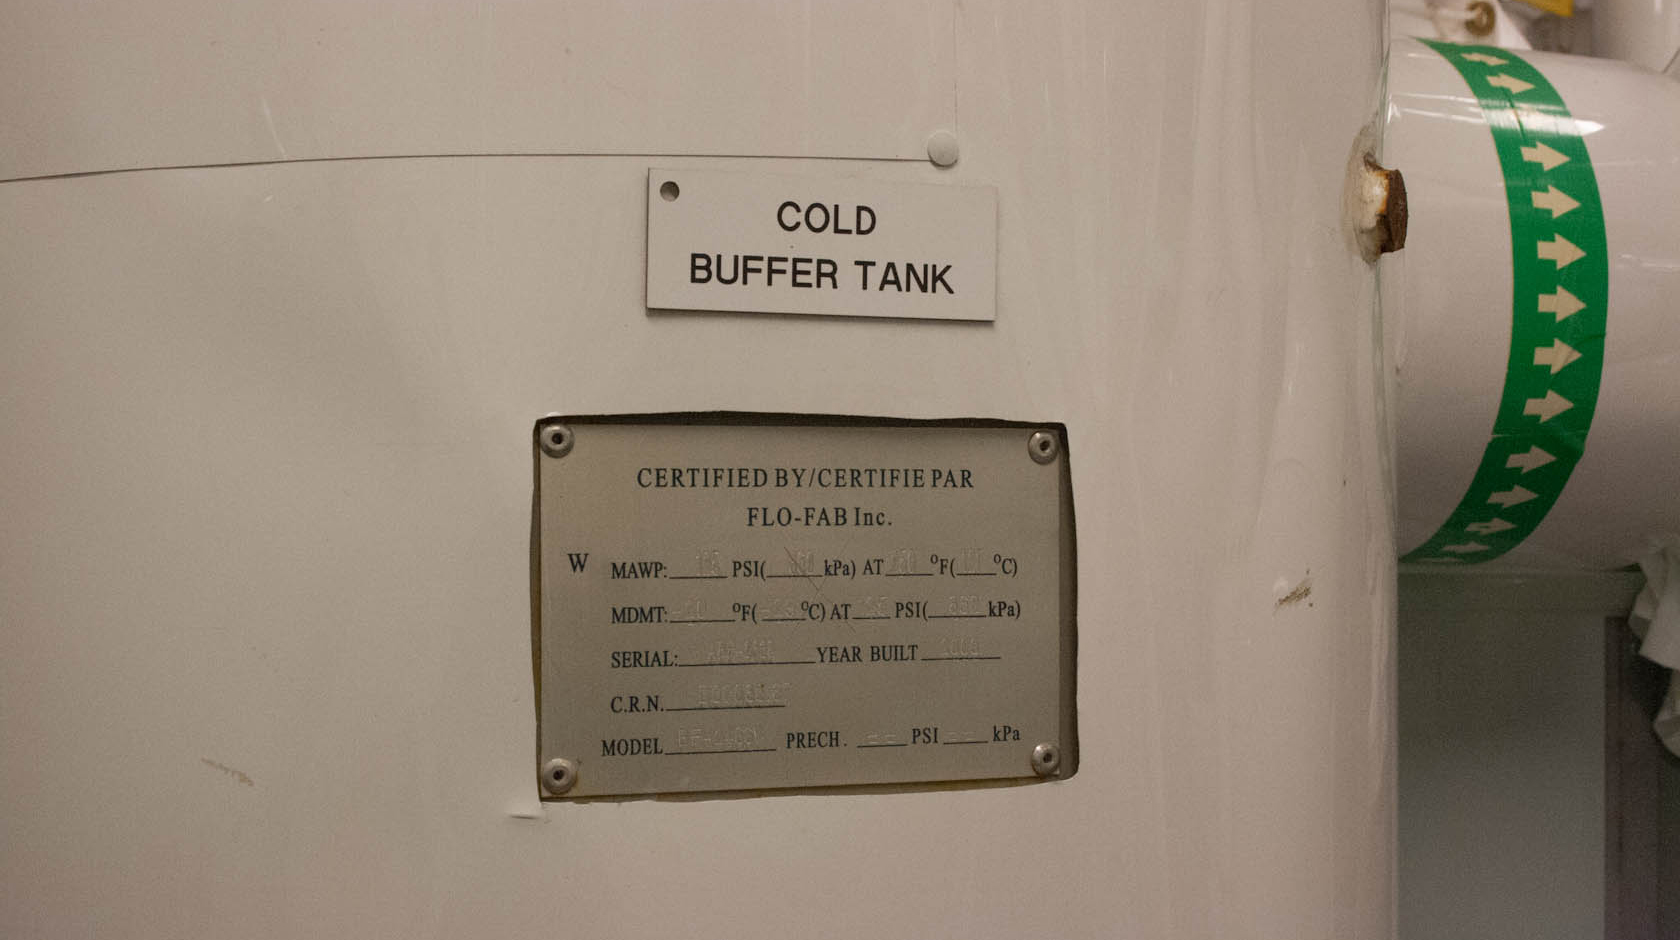 COLD
BUFFER TANK
CERTIFIED BY/CERTIFIE PAR
FLO-FAB Inc.
W MAWP: PSI( kPa) AT °F( °C)
MDMT: °F( °C) AT PSI( kPa)
SERIAL: YEAR BUILT
C.R.N.
MODEL PRECH. -- PSI -- kPa